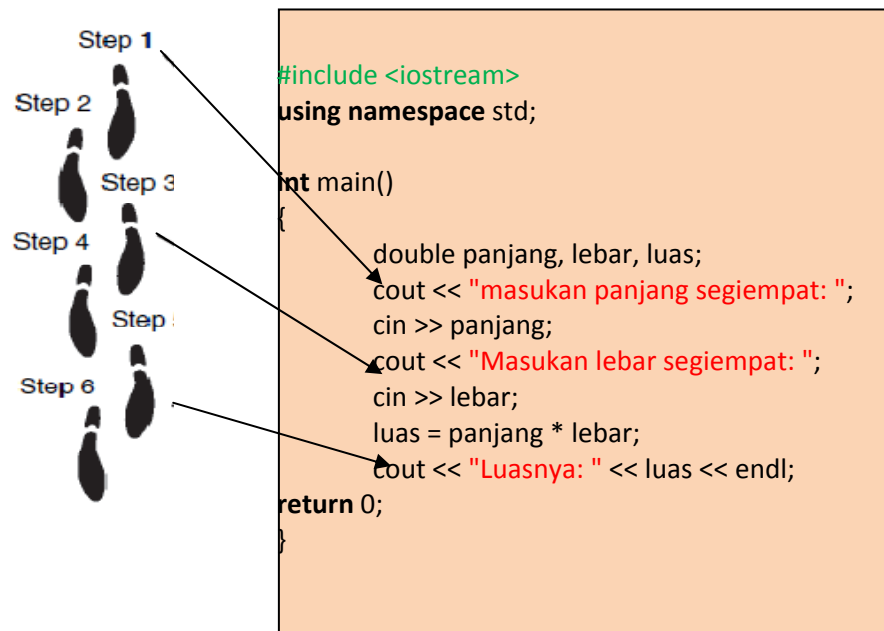 Step 1
Step 2
Step 3
Step 4
Step
Step 6
#include <iostream>
using namespace std;
int main()
{
double panjang, lebar, luas;
cout << "masukan panjang segiempat: ";
cin >> panjang;
cout << "Masukan lebar segiempat: ";
cin >> lebar;
luas = panjang * lebar;
cout << "Luasnya: " << luas << endl;
return 0;
}